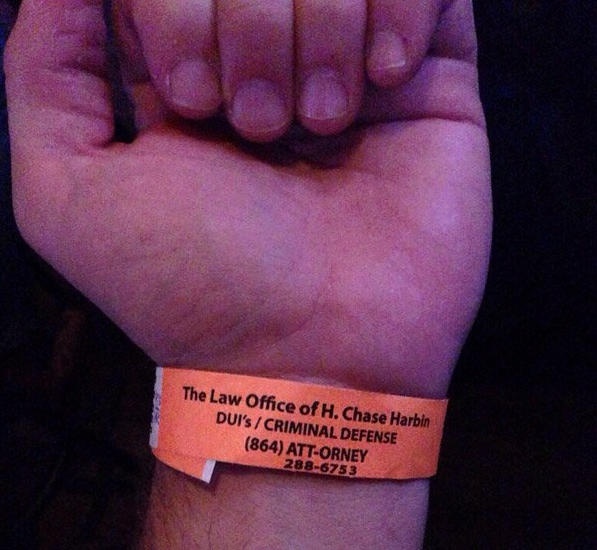 The Law Office of H. Chase Harbin
DUI's / CRIMINAL DEFENSE
(864) ATT-ORNEY
288-6753